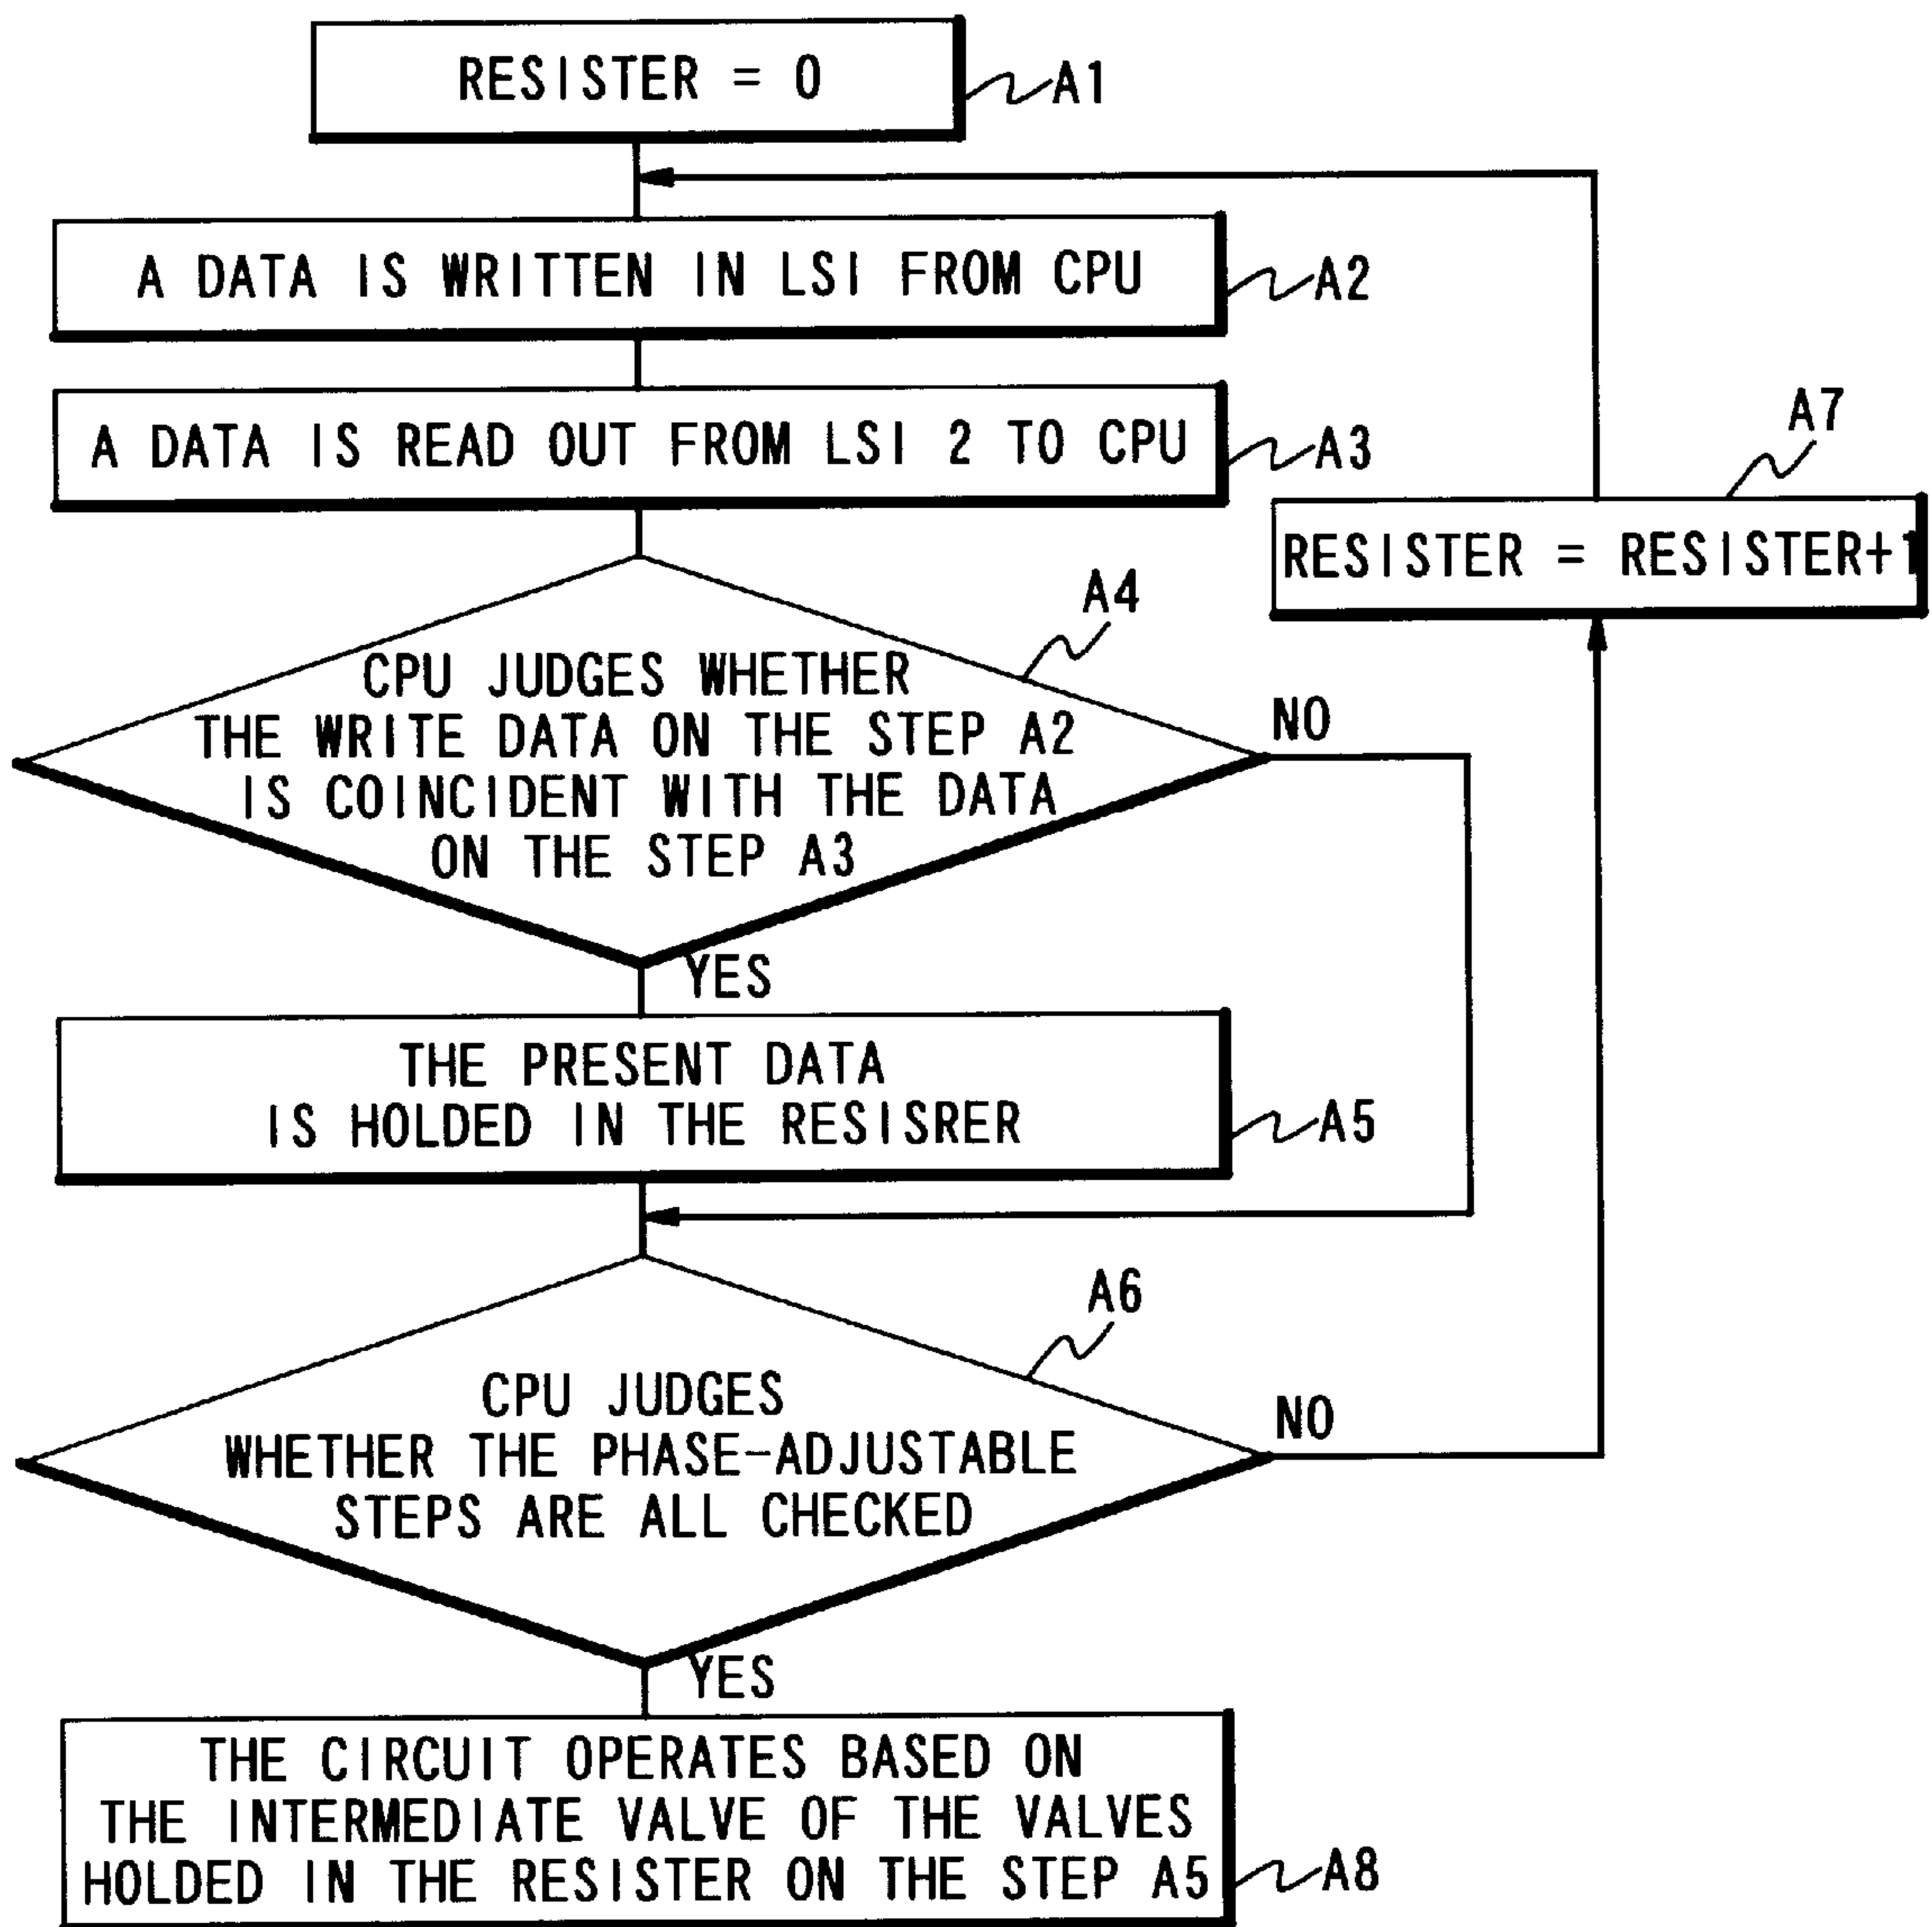 RESISTER = 0
A1
A DATA IS WRITTEN IN LSI FROM CPU
A2
A DATA IS READ OUT FROM LSI 2 TO CPU
A3
A7
RESISTER = RESISTER+1
A4
CPU JUDGES WHETHER
THE WRITE DATA ON THE STEP A2
IS COINCIDENT WITH THE DATA
ON THE STEP A3
NO
YES
THE PRESENT DATA
IS HOLDED IN THE RESISRER
A5
A6
CPU JUDGES
WHETHER THE PHASE-ADJUSTABLE
STEPS ARE ALL CHECKED
NO
YES
THE CIRCUIT OPERATES BASED ON
THE INTERMEDIATE VALVE OF THE VALVES
HOLDED IN THE RESISTER ON THE STEP A5
A8